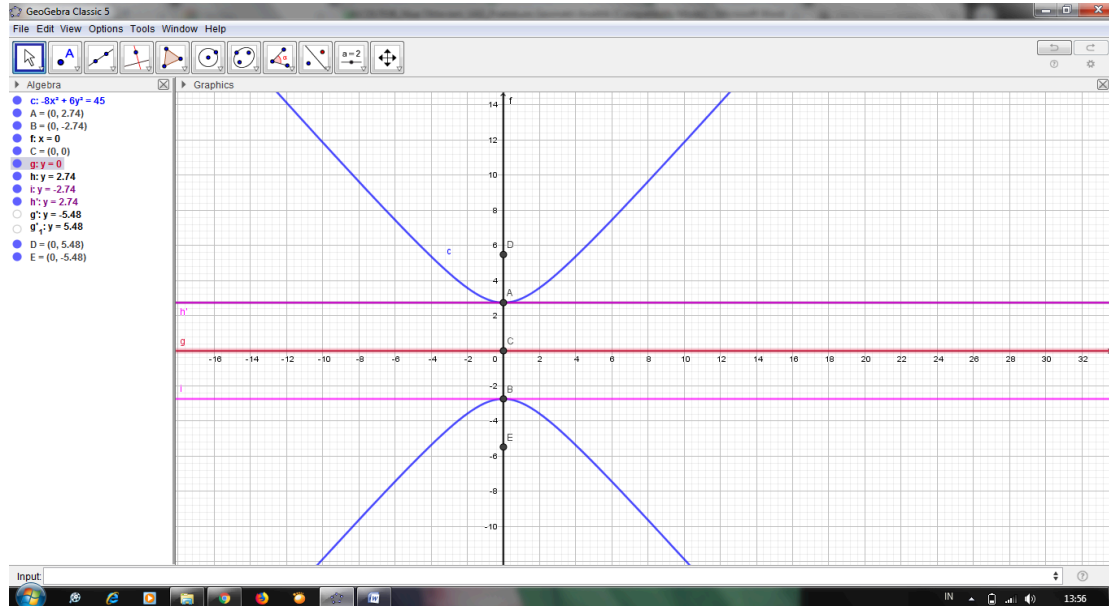 GeoGebra Classic 5
File Edit View Options Tools Window Help
A
α
a=2
Algebra
Graphics
c: -8x² + 6y² = 45
A = (0, 2.74)
B = (0, -2.74)
f: x = 0
C = (0, 0)
g: y = 0
h: y = 2.74
i: y = -2.74
h': y = 2.74
g': y = -5.48
g'₁: y = 5.48
D = (0, 5.48)
E = (0, -5.48)
f
14
12
10
8
6
D
c
4
A
2
h'
g
C
-16 -14 -12 -10 -8 -6 -4 -2 0 2 4 6 8 10 12 14 16 18 20 22 24 26 28 30 32
-2
i
B
-4
E
-6
-8
-10
Input:
IN
13:56